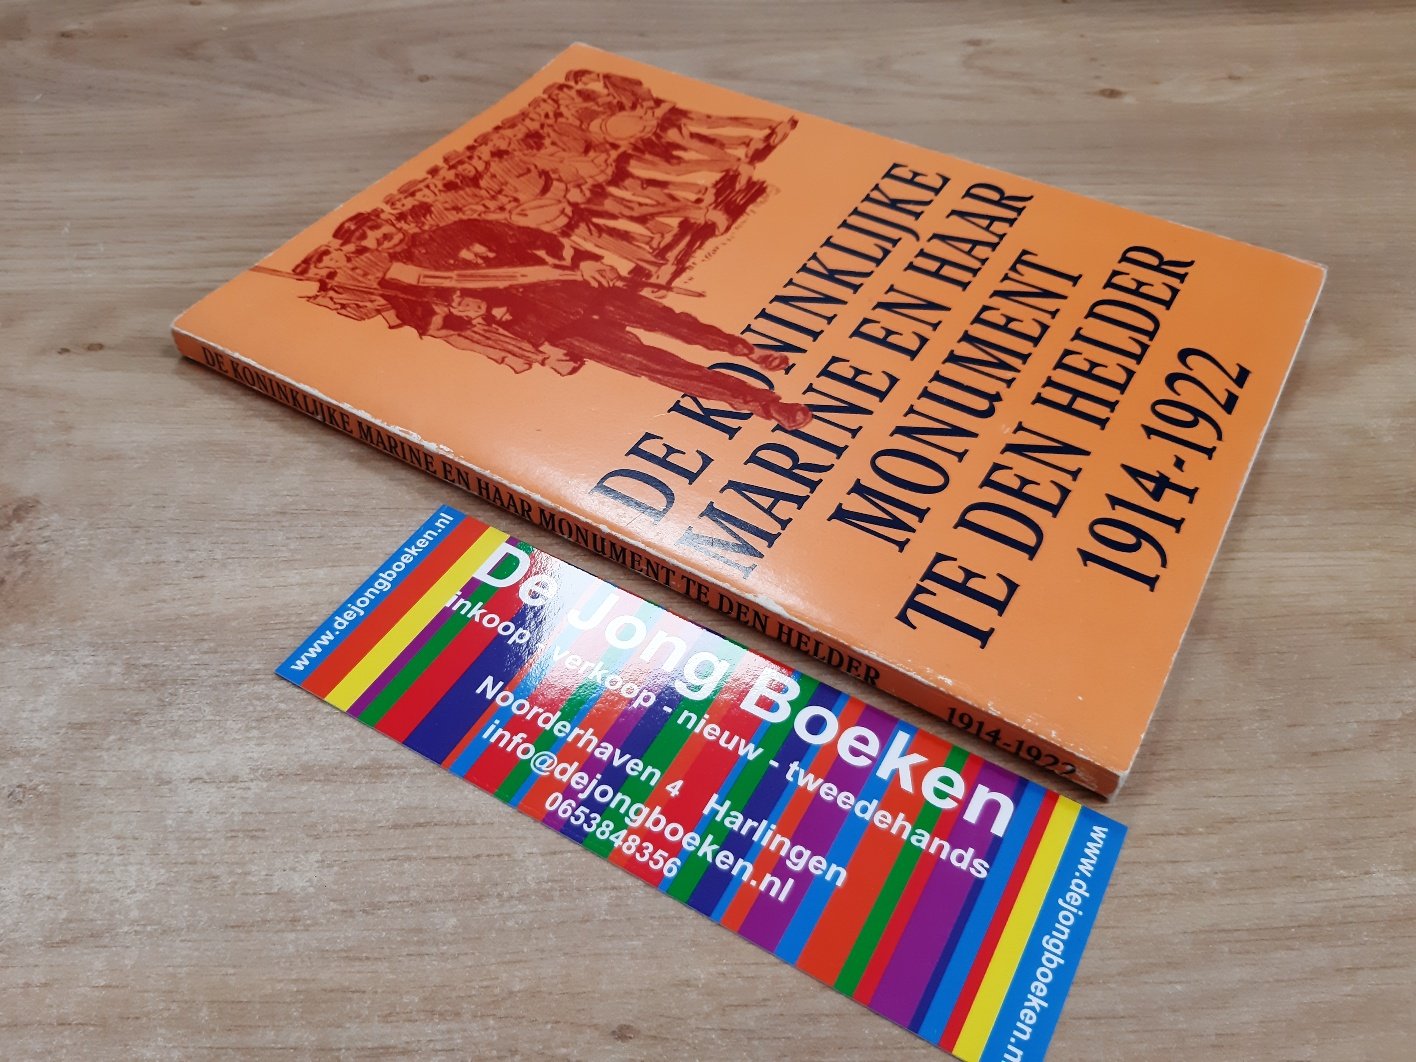 DE KONINKLIJKE
MARINE EN HAAR
MONUMENT
TE DEN HELDER
1914-1922
DE KONINKLIJKE MARINE EN HAAR MONUMENT TE DEN HELDER 1914-1922
www.dejongboeken.nl
De Jong Boeken
inkoop - verkoop - nieuw - tweedehands
Noorderhaven 4 Harlingen
info@dejongboeken.nl
0653848356
www.dejongboeken.n